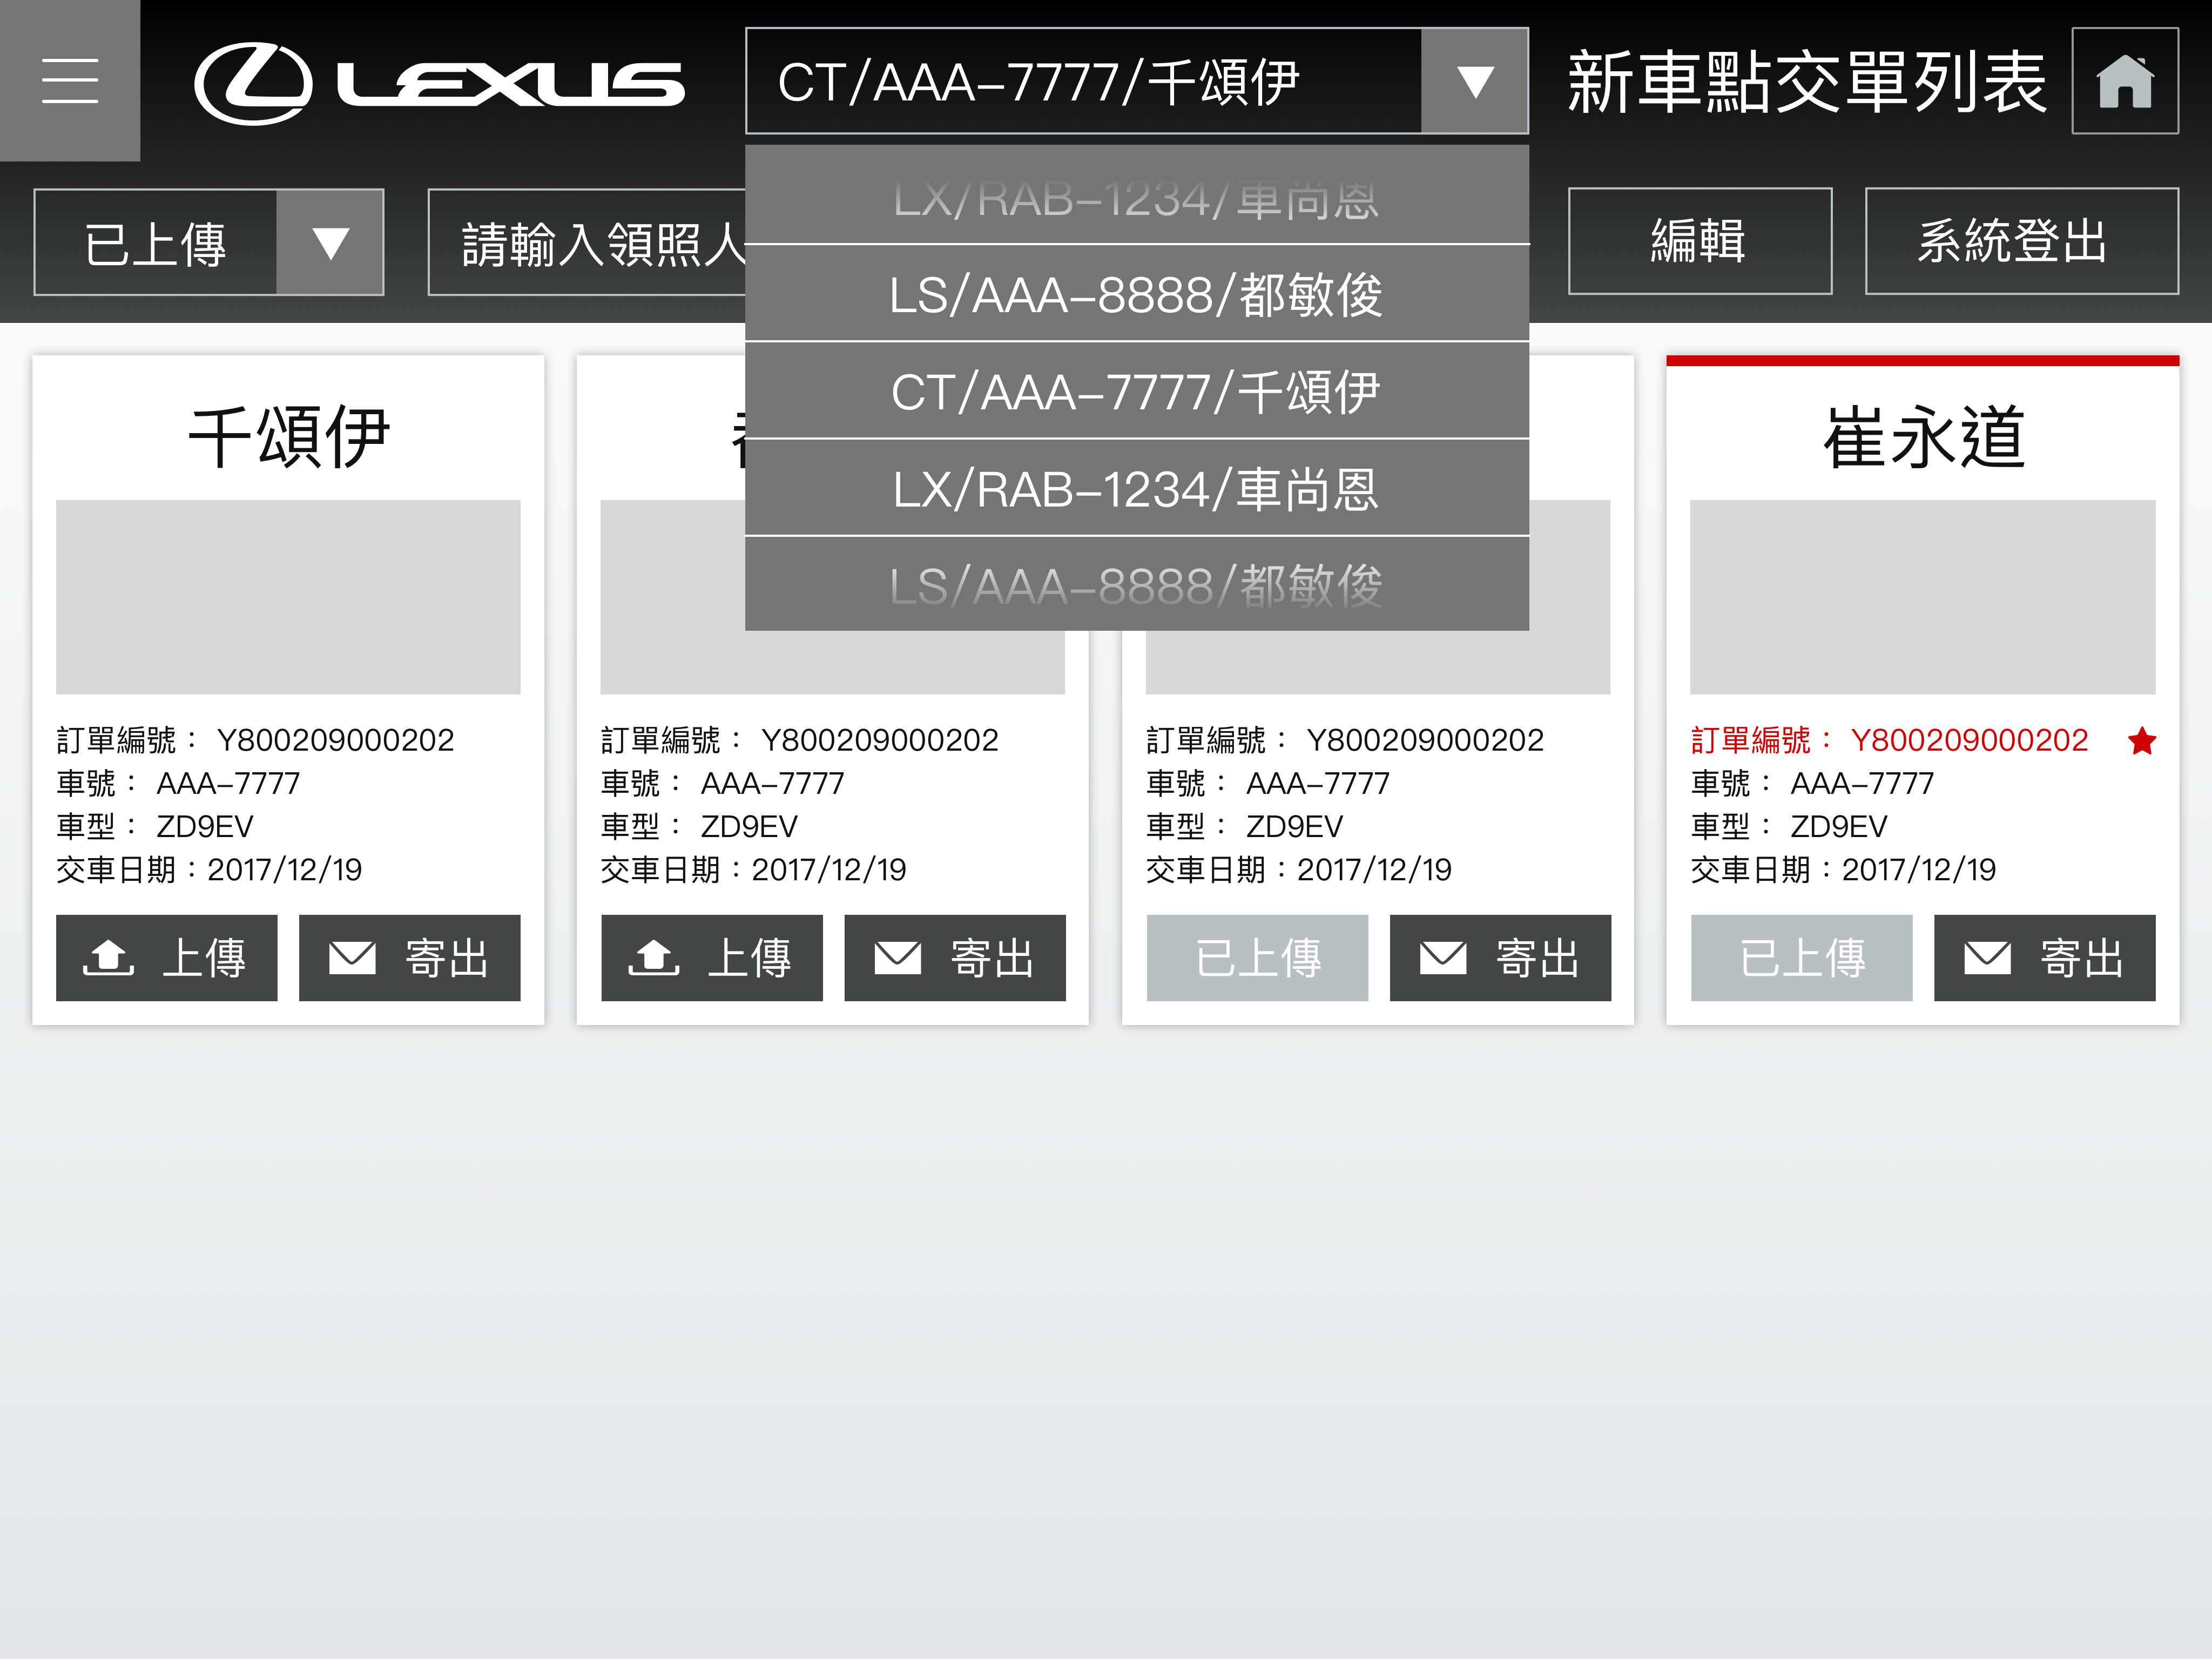 LEXUS
CT/AAA-7777/千頌伊
新車點交單列表
已上傳
請輸入領照人
編輯
系統登出
LX/RAB-1234/車尚恩
LS/AAA-8888/都敏俊
CT/AAA-7777/千頌伊
LX/RAB-1234/車尚恩
LS/AAA-8888/都敏俊
千頌伊
訂單編號： Y800209000202
車號： AAA-7777
車型： ZD9EV
交車日期：2017/12/19
上傳
寄出
訂單編號： Y800209000202
車號： AAA-7777
車型： ZD9EV
交車日期：2017/12/19
上傳
寄出
訂單編號： Y800209000202
車號： AAA-7777
車型： ZD9EV
交車日期：2017/12/19
已上傳
寄出
崔永道
訂單編號： Y800209000202
車號： AAA-7777
車型： ZD9EV
交車日期：2017/12/19
已上傳
寄出